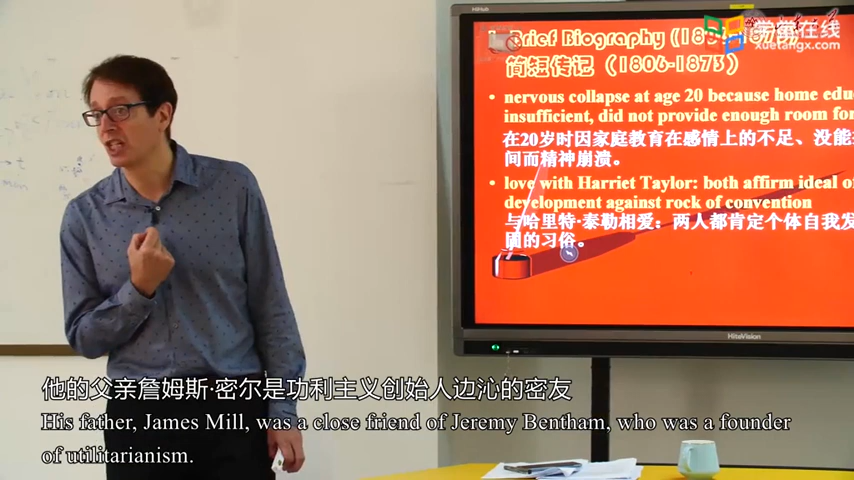 HiHub
Brief Biography (1806-1873)
简短传记（1806-1873）
学堂在线
xuetangx.com
• nervous collapse at age 20 because home edu
insufficient, did not provide enough room for
在20岁时因家庭教育在感情上的不足、没能
间而精神崩溃。
• love with Harriet Taylor: both affirm ideal of
development against rock of convention
与哈里特·泰勒相爱：两人都肯定个体自我发
固的习俗。
HiteVision
他的父亲詹姆斯·密尔是功利主义创始人边沁的密友
His father, James Mill, was a close friend of Jeremy Bentham, who was a founder
of utilitarianism.